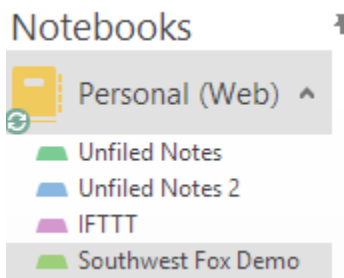 Notebooks
Personal (Web)
Unfiled Notes
Unfiled Notes 2
IFTTT
Southwest Fox Demo